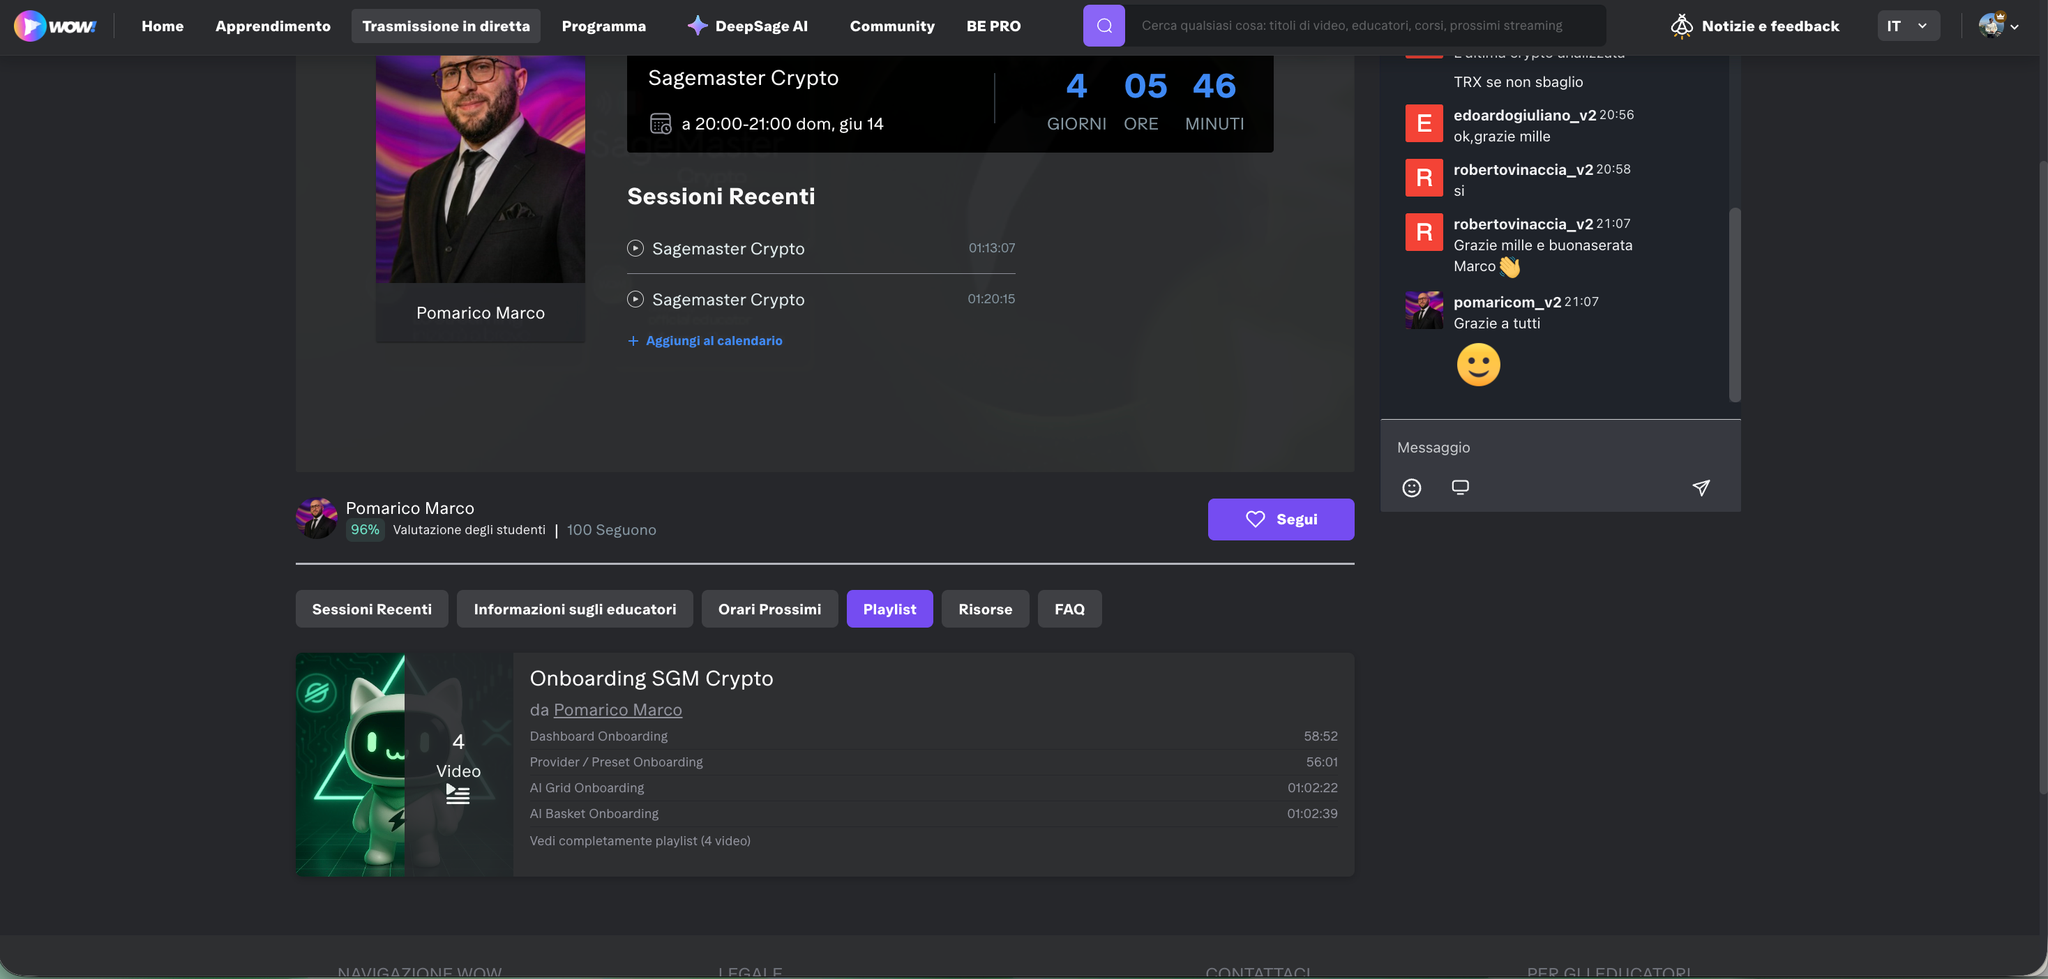 WOW!
Home
Apprendimento
Trasmissione in diretta
Programma
DeepSage AI
Community
BE PRO
Cerca qualsiasi cosa: titoli di video, educatori, corsi, prossimi streaming
Notizie e feedback
IT
Sagemaster Crypto
a 20:00-21:00 dom, giu 14
4 05 46
GIORNI ORE MINUTI
Pomarico Marco
Sessioni Recenti
Sagemaster Crypto 01:13:07
Sagemaster Crypto 01:20:15
+ Aggiungi al calendario
L'ultima crypto analizzata
TRX se non sbaglio
E
edoardogiuliano_v2 20:56
ok,grazie mille
R
robertovinaccia_v2 20:58
si
R
robertovinaccia_v2 21:07
Grazie mille e buonaserata
Marco👋
pomaricom_v2 21:07
Grazie a tutti
🙂
Messaggio
Pomarico Marco
96% Valutazione degli studenti | 100 Seguono
Segui
Sessioni Recenti
Informazioni sugli educatori
Orari Prossimi
Playlist
Risorse
FAQ
4
Video
Onboarding SGM Crypto
da Pomarico Marco
Dashboard Onboarding 58:52
Provider / Preset Onboarding 56:01
AI Grid Onboarding 01:02:22
AI Basket Onboarding 01:02:39
Vedi completamente playlist (4 video)
NAVIGAZIONE WOW
LEGALE
CONTATTACI
PER GLI EDUCATORI